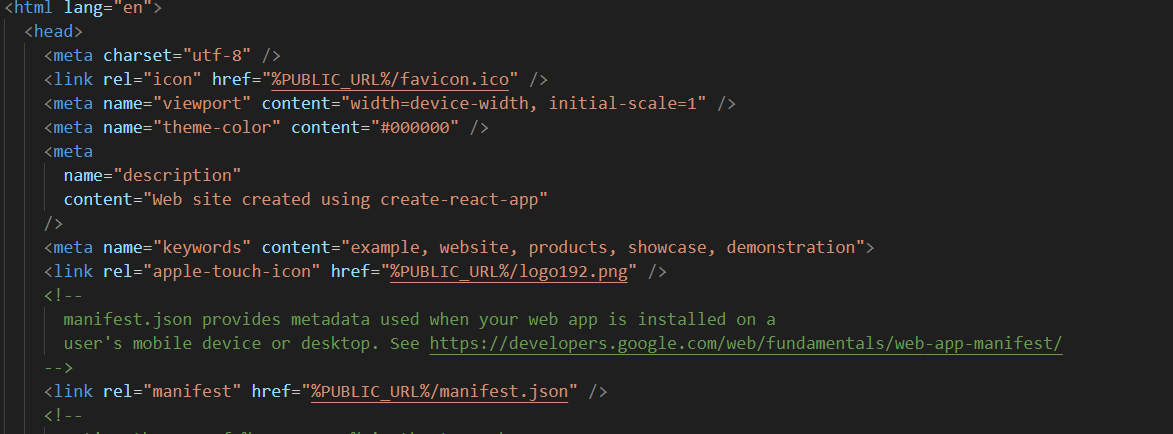 <html lang="en">
<head>
<meta charset="utf-8" />
<link rel="icon" href="%PUBLIC_URL%/favicon.ico" />
<meta name="viewport" content="width=device-width, initial-scale=1" />
<meta name="theme-color" content="#000000" />
<meta
name="description"
content="Web site created using create-react-app"
/>
<meta name="keywords" content="example, website, products, showcase, demonstration">
<link rel="apple-touch-icon" href="%PUBLIC_URL%/logo192.png" />
<!--
manifest.json provides metadata used when your web app is installed on a
user's mobile device or desktop. See https://developers.google.com/web/fundamentals/web-app-manifest/
-->
<link rel="manifest" href="%PUBLIC_URL%/manifest.json" />
<!--